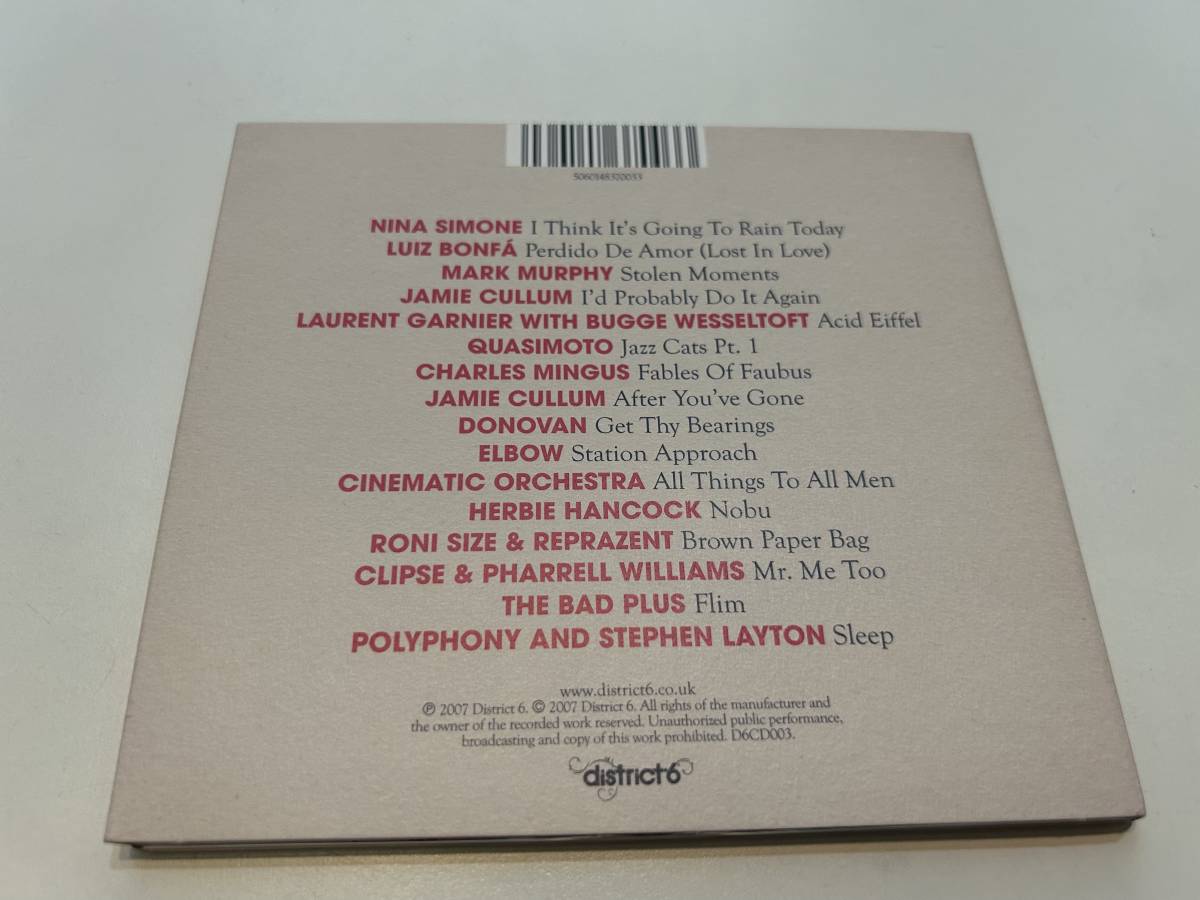 5060148320033
NINA SIMONE I Think It's Going To Rain Today
LUIZ BONFÁ Perdido De Amor (Lost In Love)
MARK MURPHY Stolen Moments
JAMIE CULLUM I'd Probably Do It Again
LAURENT GARNIER WITH BUGGE WESSELTOFT Acid Eiffel
QUASIMOTO Jazz Cats Pt. 1
CHARLES MINGUS Fables Of Faubus
JAMIE CULLUM After You've Gone
DONOVAN Get Thy Bearings
ELBOW Station Approach
CINEMATIC ORCHESTRA All Things To All Men
HERBIE HANCOCK Nobu
RONI SIZE & REPRAZENT Brown Paper Bag
CLIPSE & PHARRELL WILLIAMS Mr. Me Too
THE BAD PLUS Flim
POLYPHONY AND STEPHEN LAYTON Sleep
www.district6.co.uk
℗ 2007 District 6. © 2007 District 6. All rights of the manufacturer and
the owner of the recorded work reserved. Unauthorized public performance,
broadcasting and copy of this work prohibited. D6CD003.
district6